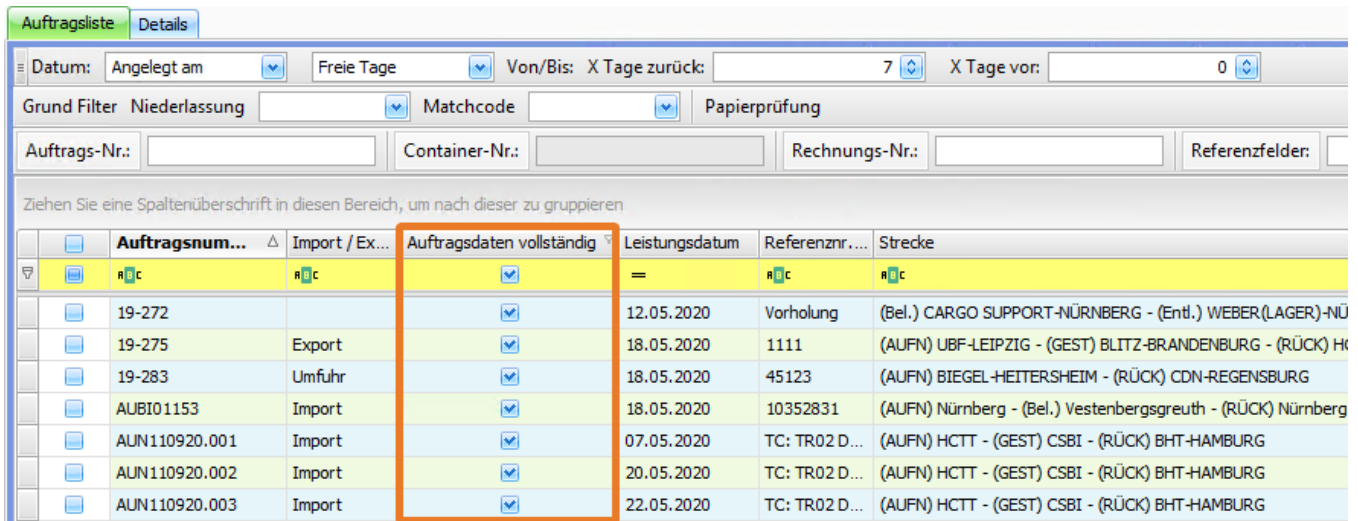 Auftragsliste Details
Datum: Angelegt am Freie Tage Von/Bis: X Tage zurück: 7 X Tage vor: 0
Grund Filter Niederlassung Matchcode Papierprüfung
Auftrags-Nr.: Container-Nr.: Rechnungs-Nr.: Referenzfelder:
Ziehen Sie eine Spaltenüberschrift in diesen Bereich, um nach dieser zu gruppieren
Auftragsnum... Import / Ex... Auftragsdaten vollständig Leistungsdatum Referenznr.... Strecke
ABC ABC = ABC ABC
19-272 12.05.2020 Vorholung (Bel.) CARGO SUPPORT-NÜRNBERG - (Entl.) WEBER(LAGER)-NÜ
19-275 Export 18.05.2020 1111 (AUFN) UBF-LEIPZIG - (GEST) BLITZ-BRANDENBURG - (RÜCK) HC
19-283 Umfuhr 18.05.2020 45123 (AUFN) BIEGEL-HEITERSHEIM - (RÜCK) CDN-REGENSBURG
AUBI01153 Import 18.05.2020 10352831 (AUFN) Nürnberg - (Bel.) Vestenbergsgreuth - (RÜCK) Nürnberg
AUN110920.001 Import 07.05.2020 TC: TR02 D... (AUFN) HCTT - (GEST) CSBI - (RÜCK) BHT-HAMBURG
AUN110920.002 Import 20.05.2020 TC: TR02 D... (AUFN) HCTT - (GEST) CSBI - (RÜCK) BHT-HAMBURG
AUN110920.003 Import 22.05.2020 TC: TR02 D... (AUFN) HCTT - (GEST) CSBI - (RÜCK) BHT-HAMBURG